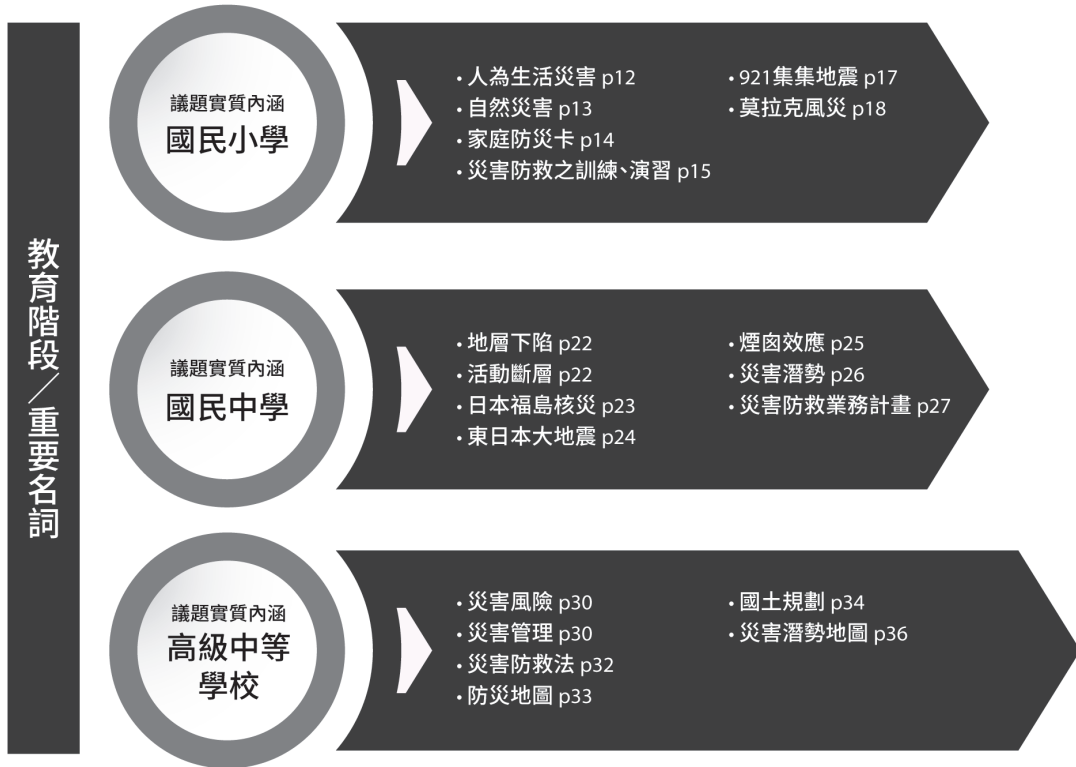 教育階段／重要名詞
議題實質內涵
國民小學
・人為生活災害 p12
・自然災害 p13
・家庭防災卡 p14
・災害防救之訓練、演習 p15
・921集集地震 p17
・莫拉克風災 p18
議題實質內涵
國民中學
・地層下陷 p22
・活動斷層 p22
・日本福島核災 p23
・東日本大地震 p24
・煙囪效應 p25
・災害潛勢 p26
・災害防救業務計畫 p27
議題實質內涵
高級中等
學校
・災害風險 p30
・災害管理 p30
・災害防救法 p32
・防災地圖 p33
・國土規劃 p34
・災害潛勢地圖 p36